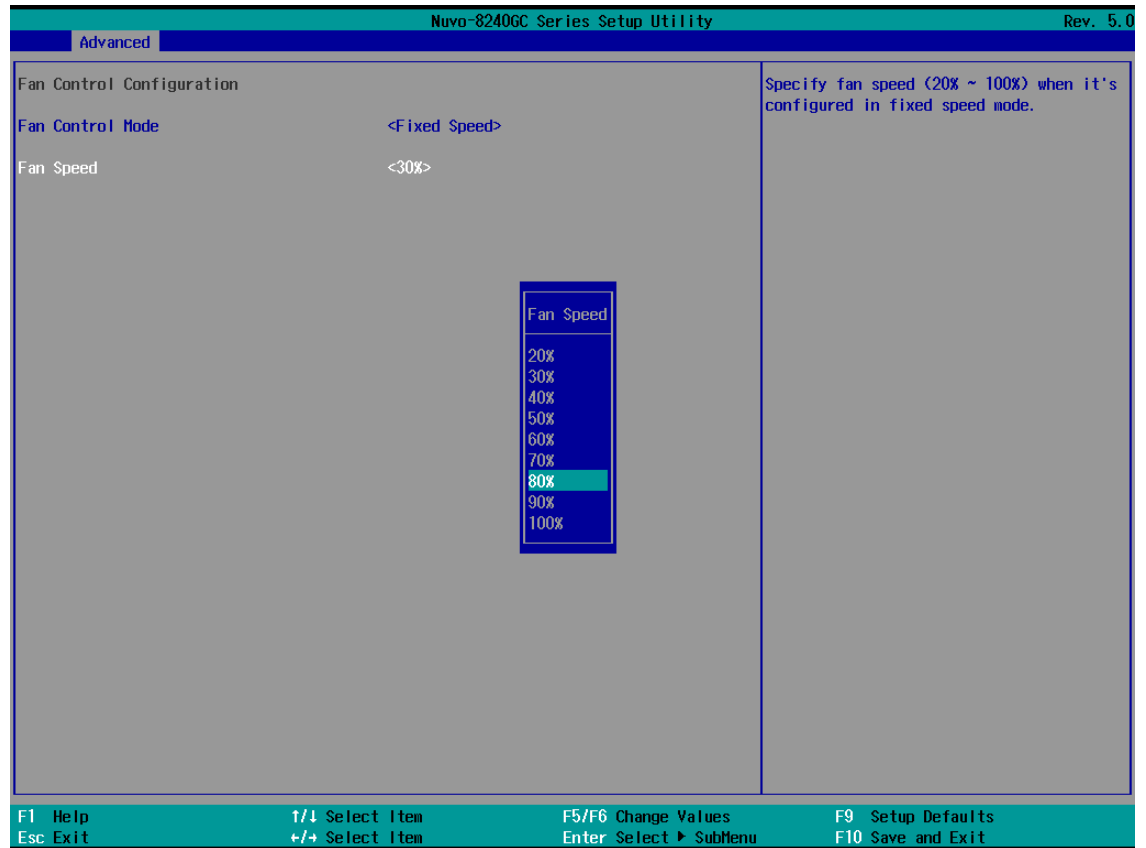 Nuvo-8240GC Series Setup Utility Rev. 5.0
Advanced
Fan Control Configuration
Specify fan speed (20% ~ 100%) when it's
configured in fixed speed mode.
Fan Control Mode <Fixed Speed>
Fan Speed <30%>
Fan Speed
20%
30%
40%
50%
60%
70%
80%
90%
100%
F1 Help ↑/↓ Select Item F5/F6 Change Values F9 Setup Defaults
Esc Exit ←/→ Select Item Enter Select ▶ SubMenu F10 Save and Exit